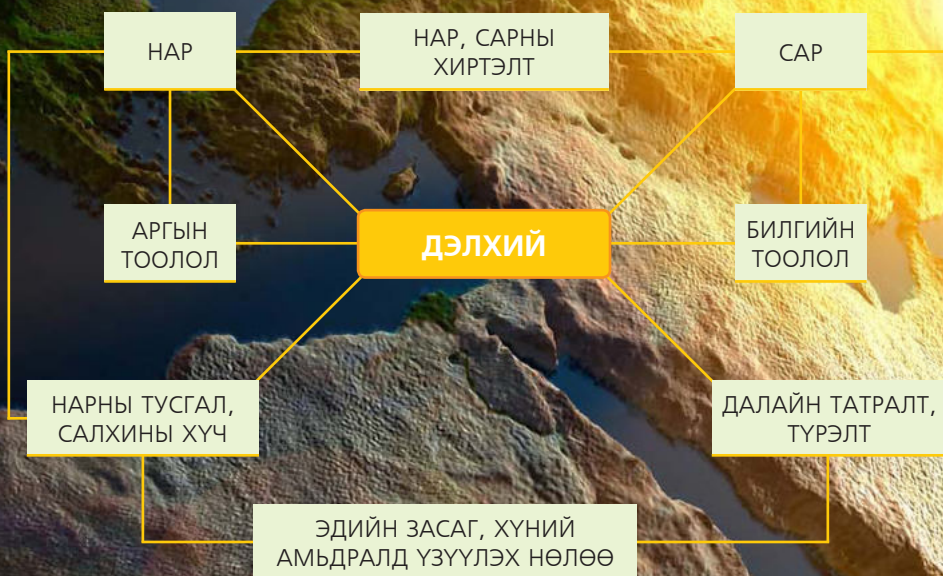 НАР
НАР, САРНЫ
ХИРТЭЛТ
САР
АРГЫН
ТООЛОЛ
ДЭЛХИЙ
БИЛГИЙН
ТООЛОЛ
НАРНЫ ТУСГАЛ,
САЛХИНЫ ХҮЧ
ДАЛАЙН ТАТРАЛТ,
ТҮРЭЛТ
ЭДИЙН ЗАСАГ, ХҮНИЙ
АМЬДРАЛД ҮЗҮҮЛЭХ НӨЛӨӨ